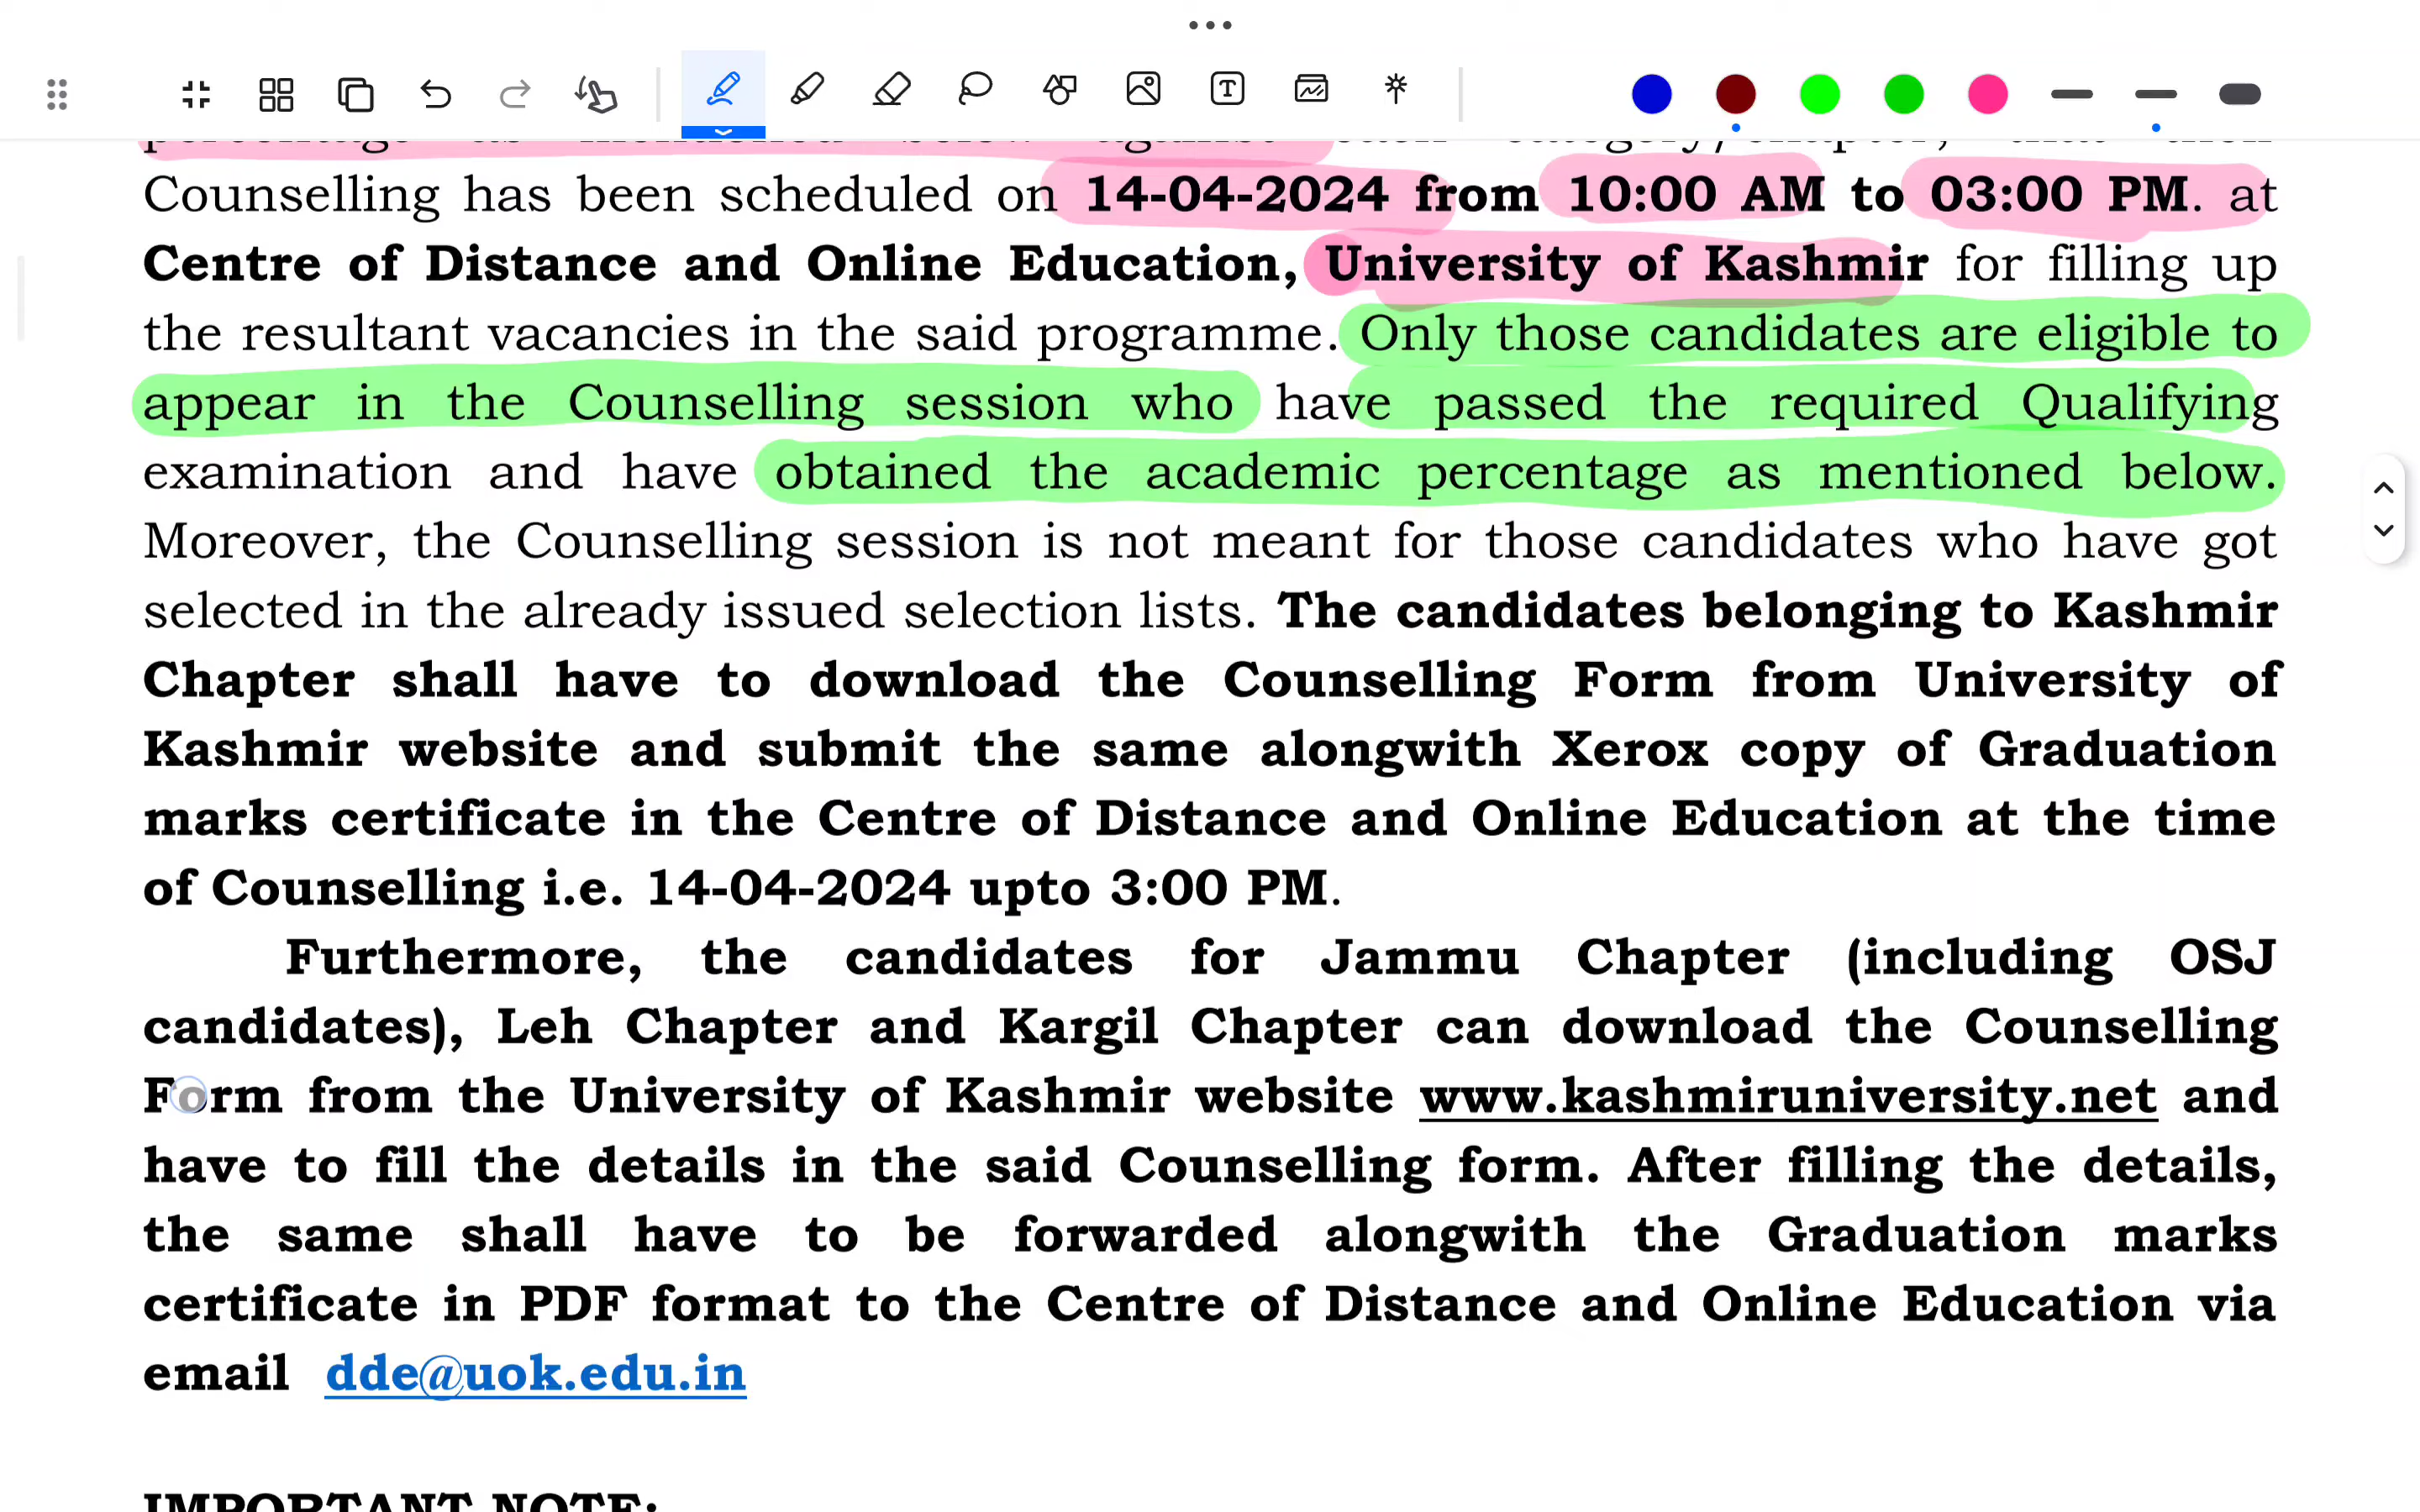 percentage as mentioned below against each category/chapter, that their
Counselling has been scheduled on 14-04-2024 from 10:00 AM to 03:00 PM. at
Centre of Distance and Online Education, University of Kashmir for filling up
the resultant vacancies in the said programme. Only those candidates are eligible to
appear in the Counselling session who have passed the required Qualifying
examination and have obtained the academic percentage as mentioned below.
Moreover, the Counselling session is not meant for those candidates who have got
selected in the already issued selection lists. The candidates belonging to Kashmir
Chapter shall have to download the Counselling Form from University of
Kashmir website and submit the same alongwith Xerox copy of Graduation
marks certificate in the Centre of Distance and Online Education at the time
of Counselling i.e. 14-04-2024 upto 3:00 PM.
Furthermore, the candidates for Jammu Chapter (including OSJ
candidates), Leh Chapter and Kargil Chapter can download the Counselling
Form from the University of Kashmir website www.kashmiruniversity.net and
have to fill the details in the said Counselling form. After filling the details,
the same shall have to be forwarded alongwith the Graduation marks
certificate in PDF format to the Centre of Distance and Online Education via
email dde@uok.edu.in
IMPORTANT NOTE: